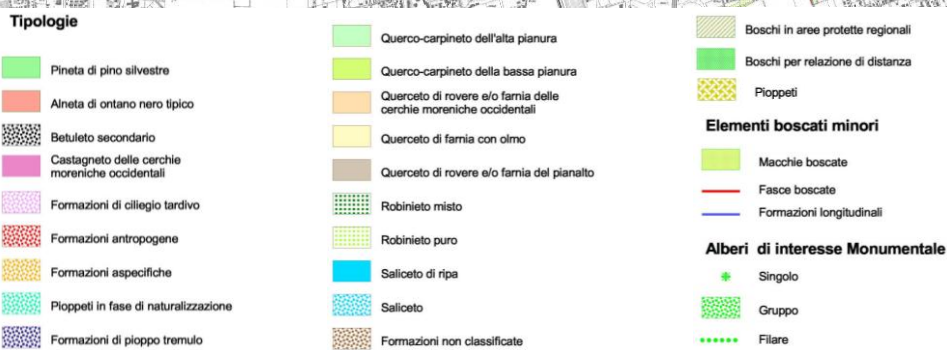 Tipologie
Pineta di pino silvestre
Alneta di ontano nero tipico
Betuleto secondario
Castagneto delle cerchie
moreniche occidentali
Formazioni di ciliegio tardivo
Formazioni antropogene
Formazioni aspecifiche
Pioppeti in fase di naturalizzazione
Formazioni di pioppo tremulo
Querco-carpineto dell'alta pianura
Querco-carpineto della bassa pianura
Querceto di rovere e/o farnia delle
cerchie moreniche occidentali
Querceto di farnia con olmo
Querceto di rovere e/o farnia del pianalto
Robinieto misto
Robinieto puro
Saliceto di ripa
Saliceto
Formazioni non classificate
Boschi in aree protette regionali
Boschi per relazione di distanza
Pioppeti
Elementi boscati minori
Macchie boscate
Fasce boscate
Formazioni longitudinali
Alberi di interesse Monumentale
Singolo
Gruppo
Filare